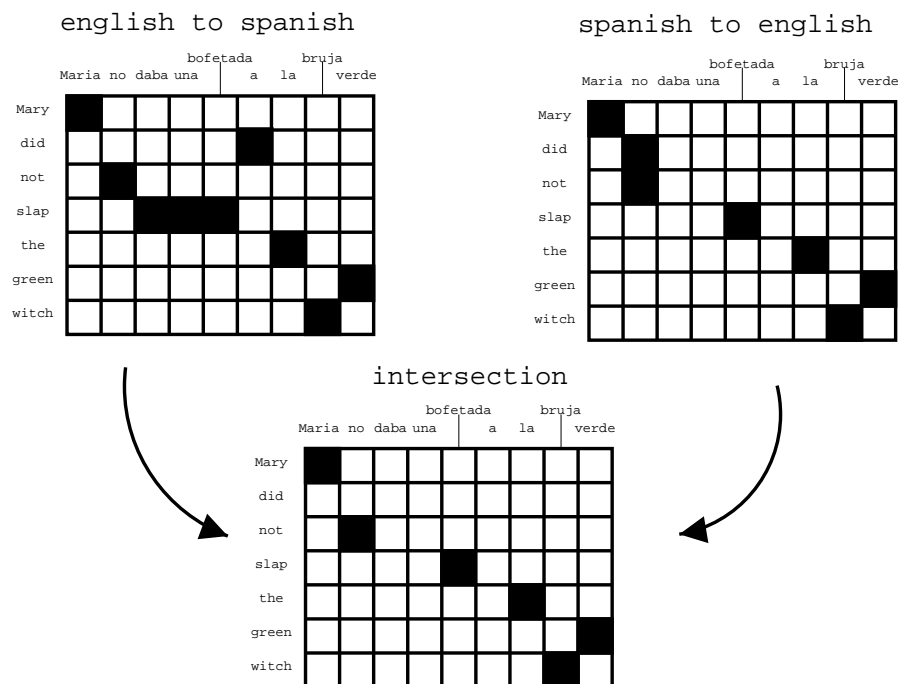 english to spanish
bofetada bruja
Maria no daba una a la verde
Mary
did
not
slap
the
green
witch
spanish to english
bofetada bruja
Maria no daba una a la verde
Mary
did
not
slap
the
green
witch
intersection
bofetada bruja
Maria no daba una a la verde
Mary
did
not
slap
the
green
witch